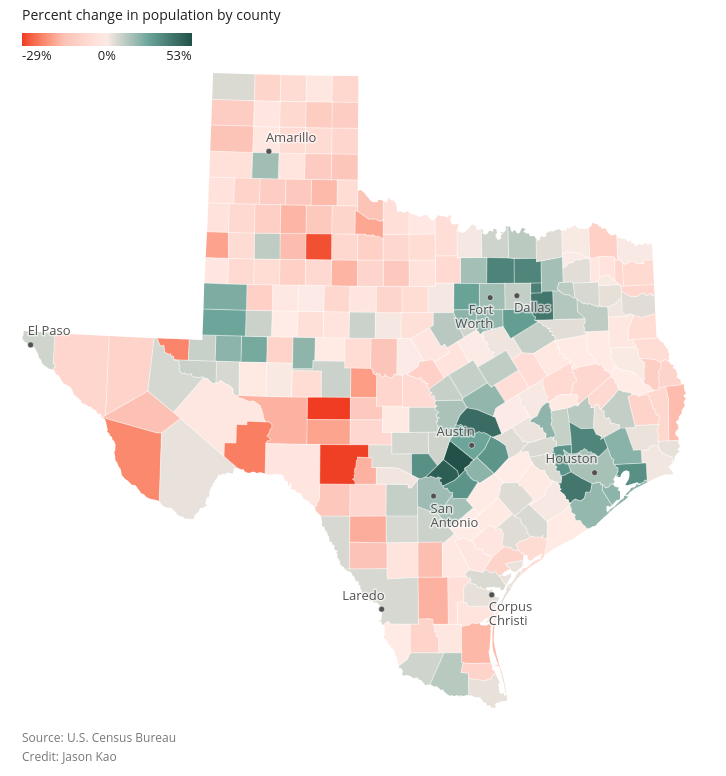 Percent change in population by county
-29% 0% 53%
Amarillo
El Paso
Fort
Worth
Dallas
Austin
Houston
San
Antonio
Laredo
Corpus
Christi
Source: U.S. Census Bureau
Credit: Jason Kao